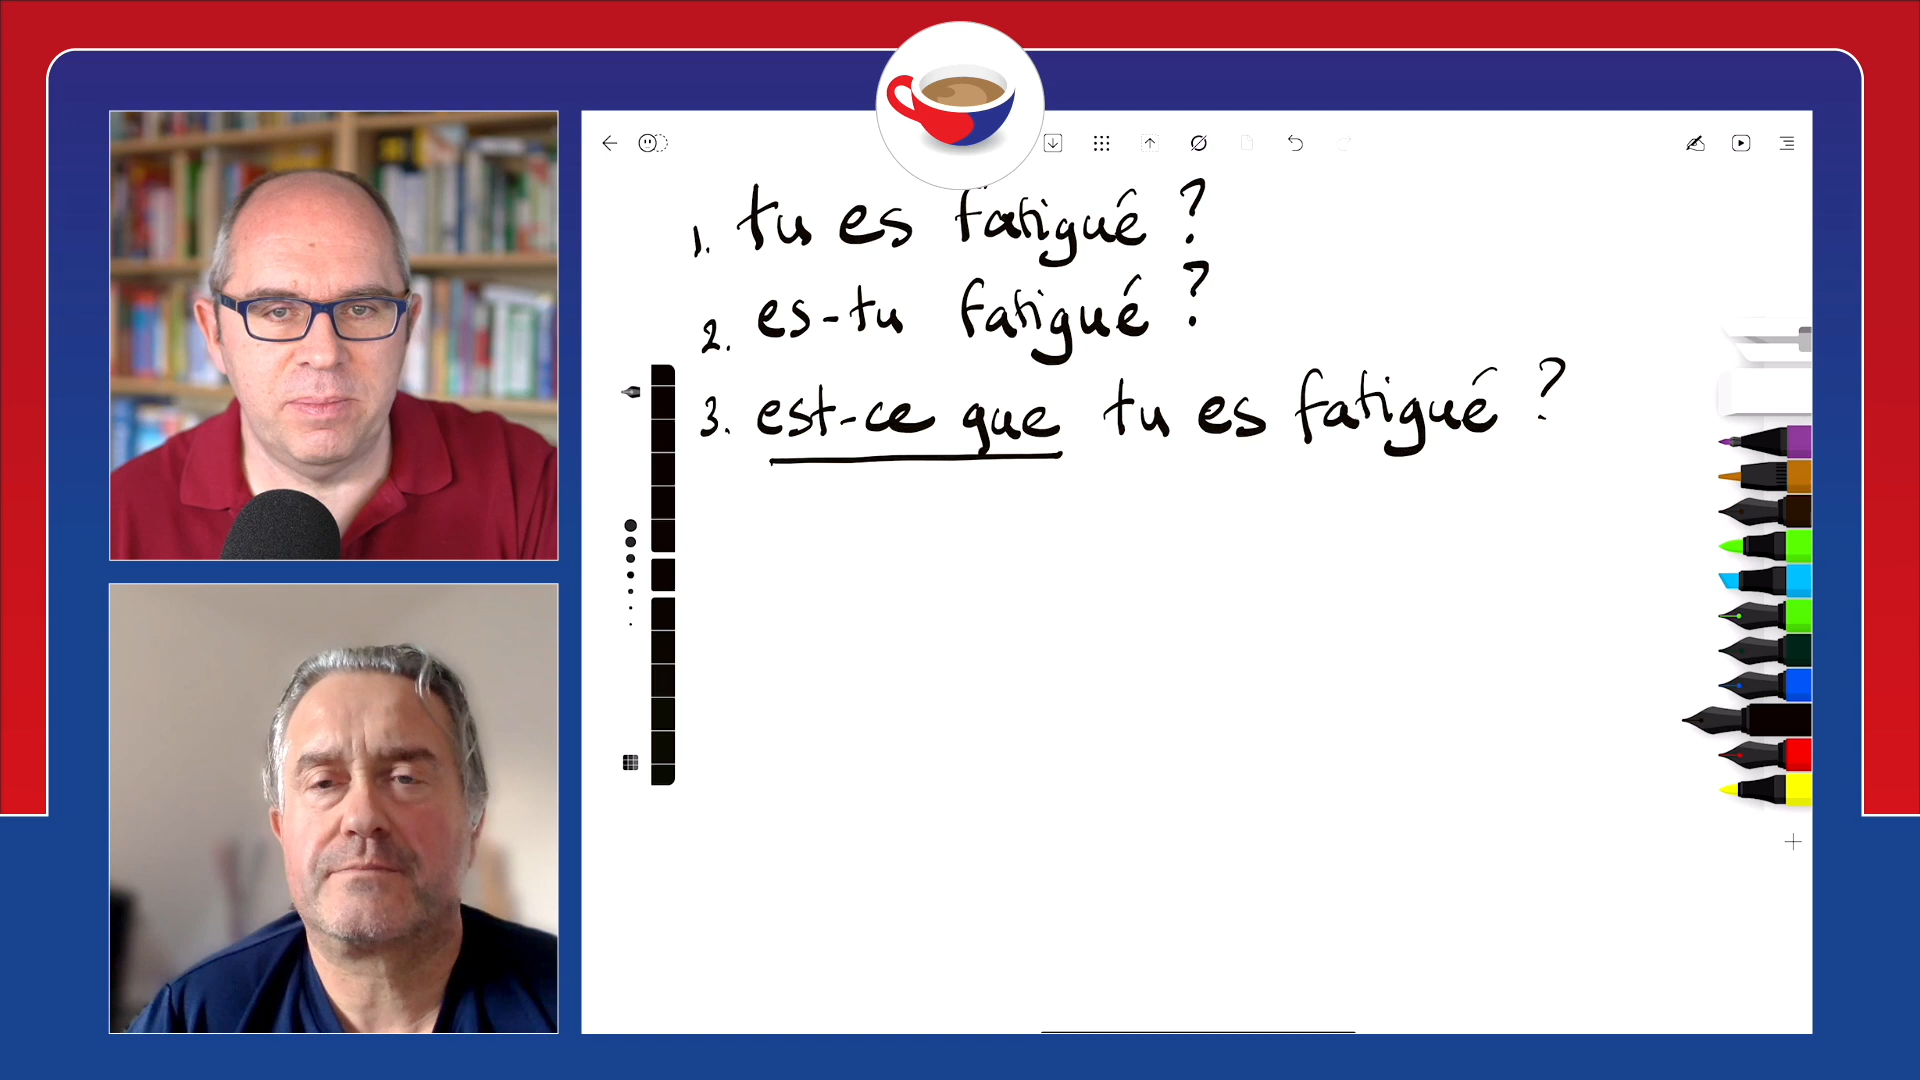 1. tu es fatigué ?
2. es-tu fatigué ?
3. est-ce que tu es fatigué ?